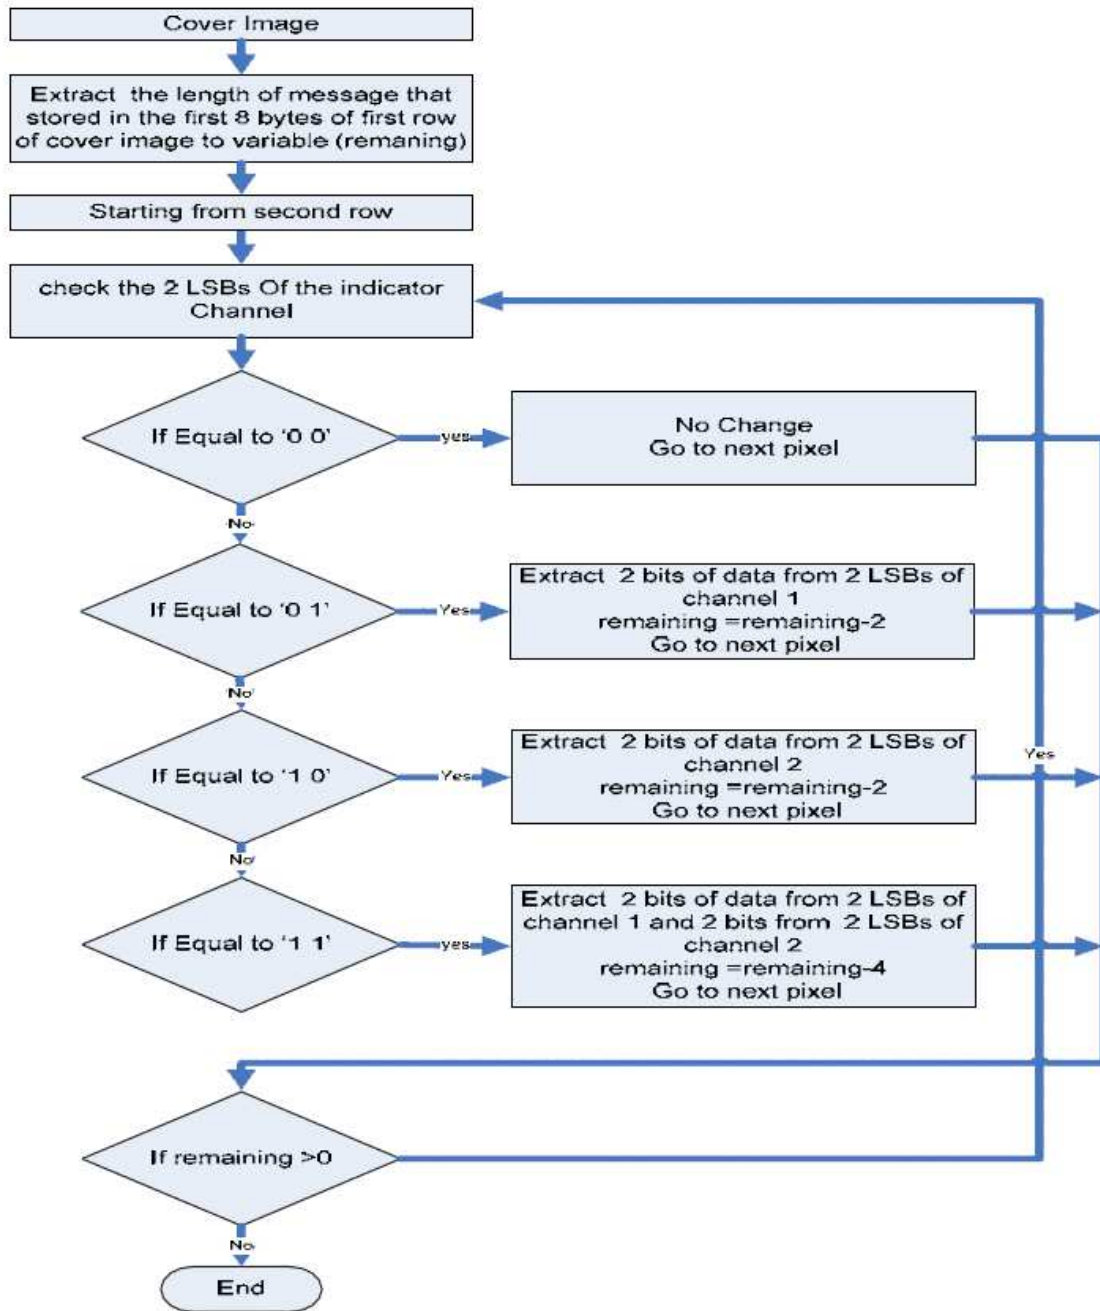 Cover Image
Extract the length of message that
stored in the first 8 bytes of first row
of cover image to variable (remaning)
Starting from second row
check the 2 LSBs Of the indicator
Channel
If Equal to ‘0 0’
yes
No Change
Go to next pixel
No
If Equal to ‘0 1’
Yes
Extract 2 bits of data from 2 LSBs of
channel 1
remaining =remaining-2
Go to next pixel
No
If Equal to ‘1 0’
Yes
Extract 2 bits of data from 2 LSBs of
channel 2
remaining =remaining-2
Go to next pixel
Yes
No
If Equal to ‘1 1’
yes
Extract 2 bits of data from 2 LSBs of
channel 1 and 2 bits from 2 LSBs of
channel 2
remaining =remaining-4
Go to next pixel
If remaining >0
No
End